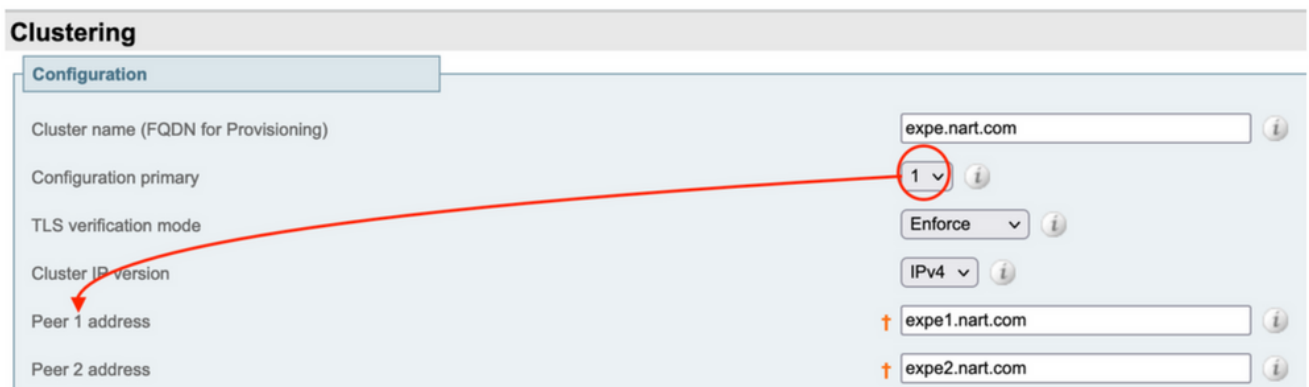 Clustering
Configuration
Cluster name (FQDN for Provisioning) expe.nart.com i
Configuration primary 1 i
TLS verification mode Enforce i
Cluster IP version IPv4 i
Peer 1 address † expe1.nart.com i
Peer 2 address † expe2.nart.com i